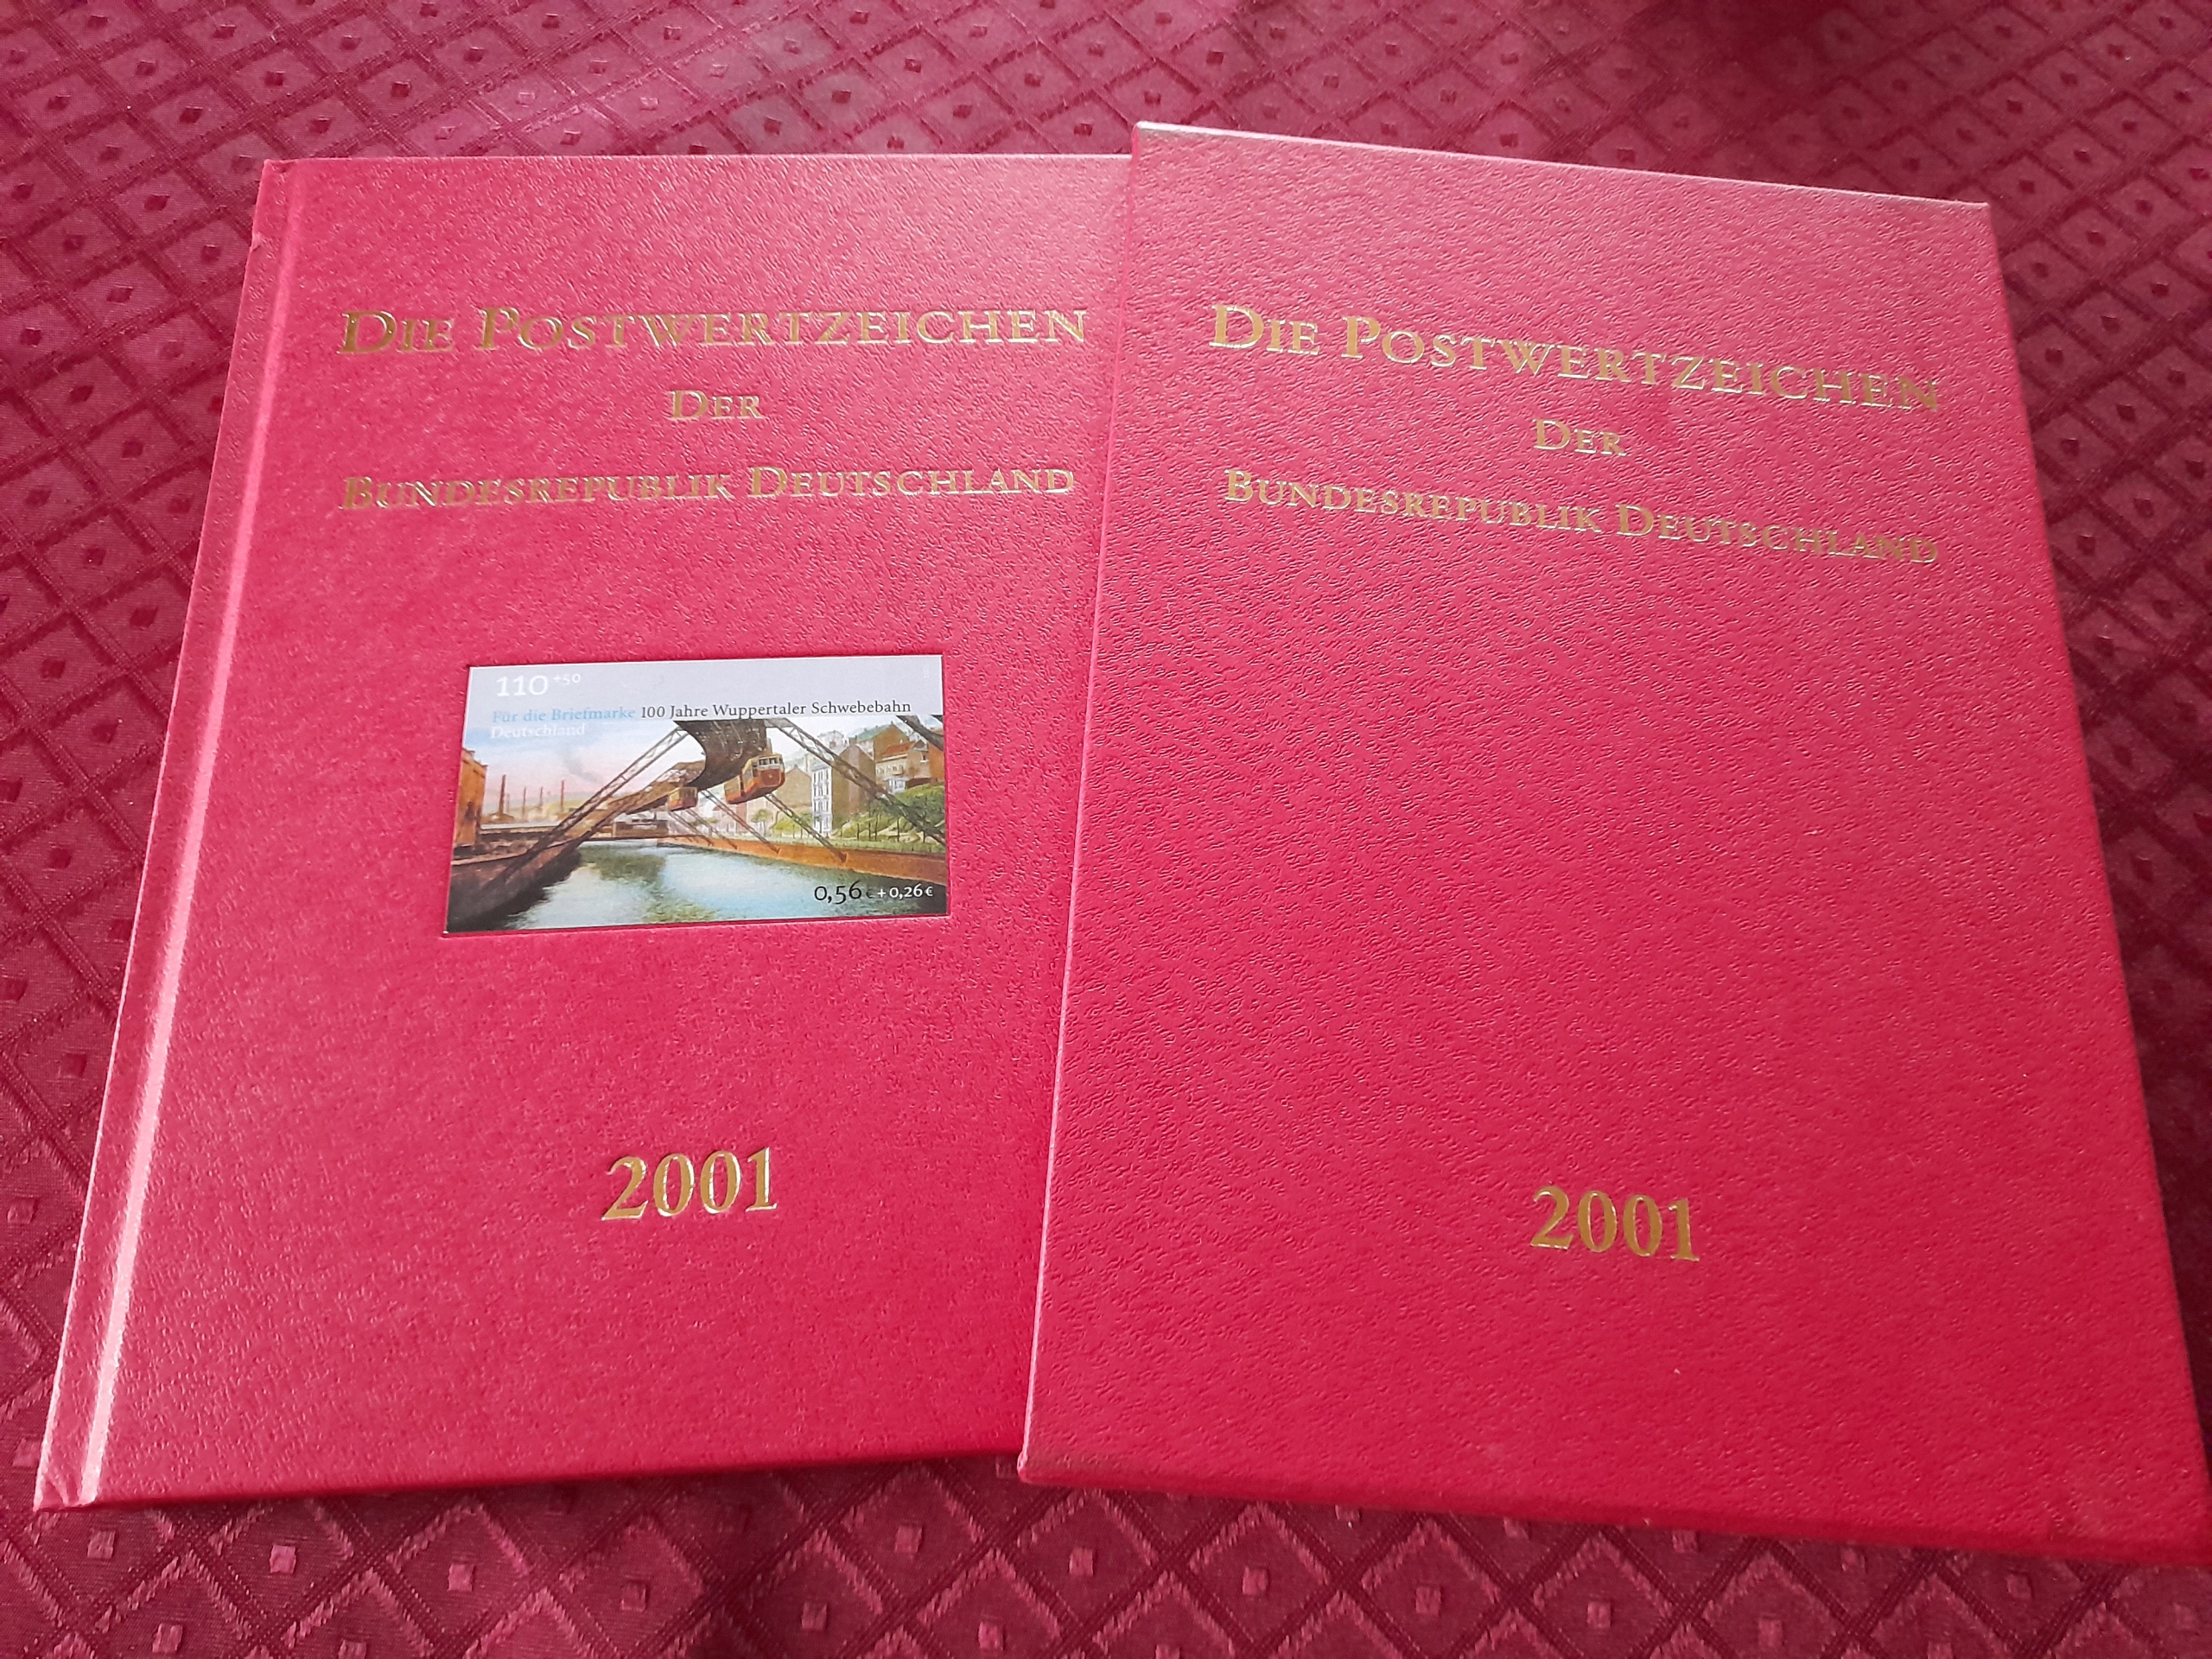 Die Postwertzeichen
Der
Bundesrepublik Deutschland
110 +50
Für die Briefmarke 100 Jahre Wuppertaler Schwebebahn
Deutschland
0,56 € + 0,26 €
2001
Die Postwertzeichen
Der
Bundesrepublik Deutschland
2001